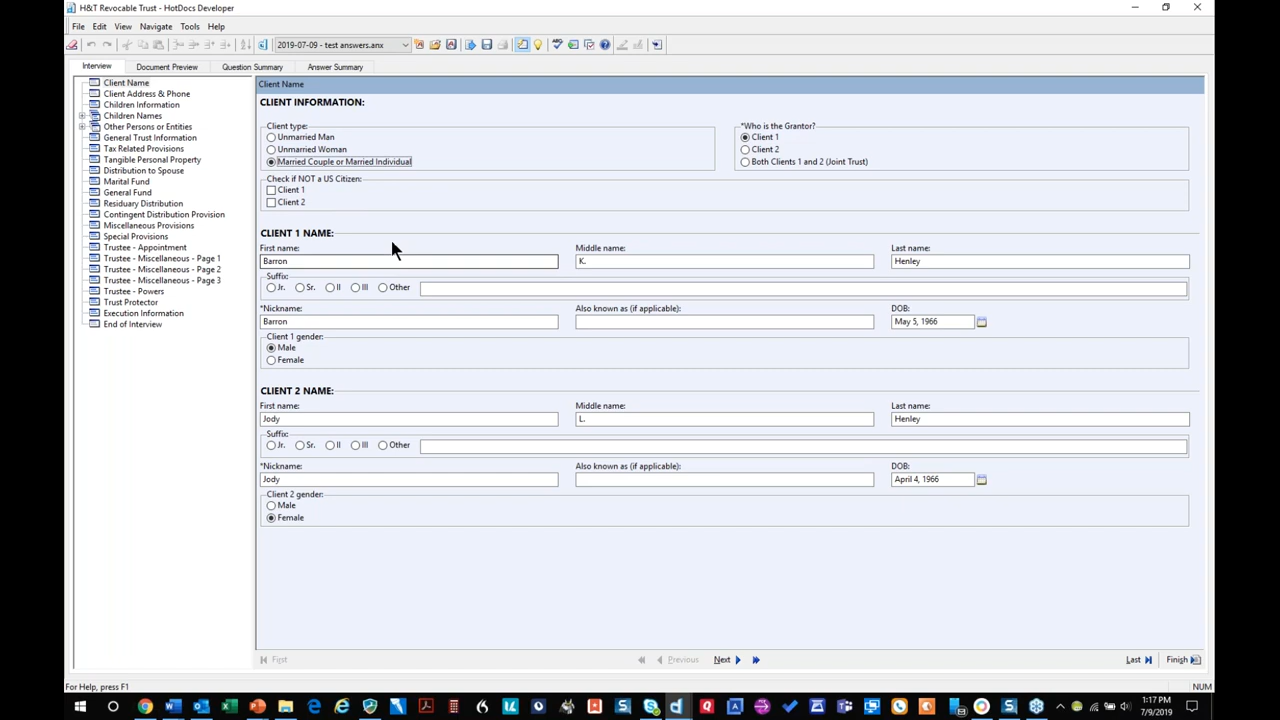 H&T Revocable Trust - HotDocs Developer
File Edit View Navigate Tools Help
2019-07-09 - test answers.anx
Interview Document Preview Question Summary Answer Summary
Client Name
Client Address & Phone
Children Information
Children Names
Other Persons or Entities
General Trust Information
Tax Related Provisions
Tangible Personal Property
Distribution to Spouse
Marital Fund
General Fund
Residuary Distribution
Contingent Distribution Provision
Miscellaneous Provisions
Special Provisions
Trustee - Appointment
Trustee - Miscellaneous - Page 1
Trustee - Miscellaneous - Page 2
Trustee - Miscellaneous - Page 3
Trustee - Powers
Trust Protector
Execution Information
End of Interview
Client Name
CLIENT INFORMATION:
Client type: *Who is the Grantor?
Unmarried Man Client 1
Unmarried Woman Client 2
Married Couple or Married Individual Both Clients 1 and 2 (Joint Trust)
Check if NOT a US Citizen:
Client 1
Client 2
CLIENT 1 NAME:
First name: Middle name: Last name:
Barron K. Henley
Suffix:
Jr. Sr. II III Other
*Nickname: Also known as (if applicable): DOB:
Barron May 5, 1966
Client 1 gender:
Male
Female
CLIENT 2 NAME:
First name: Middle name: Last name:
Jody L. Henley
Suffix:
Jr. Sr. II III Other
*Nickname: Also known as (if applicable): DOB:
Jody April 4, 1966
Client 2 gender:
Male
Female
First Previous Next Last Finish
For Help, press F1 NUM
1:17 PM
7/9/2019